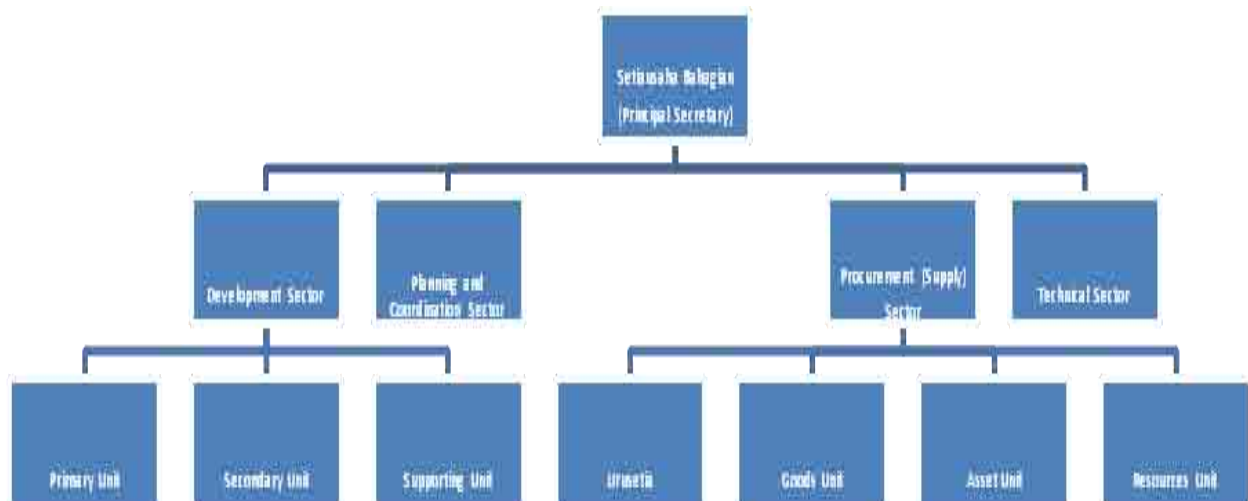 Setiausaha Bahagian
(Principal Secretary)
Development Sector
Planning and
Coordination Sector
Procurement (Supply)
Sector
Technical Sector
Primary Unit
Secondary Unit
Supporting Unit
Urusetia
Goods Unit
Asset Unit
Resources Unit